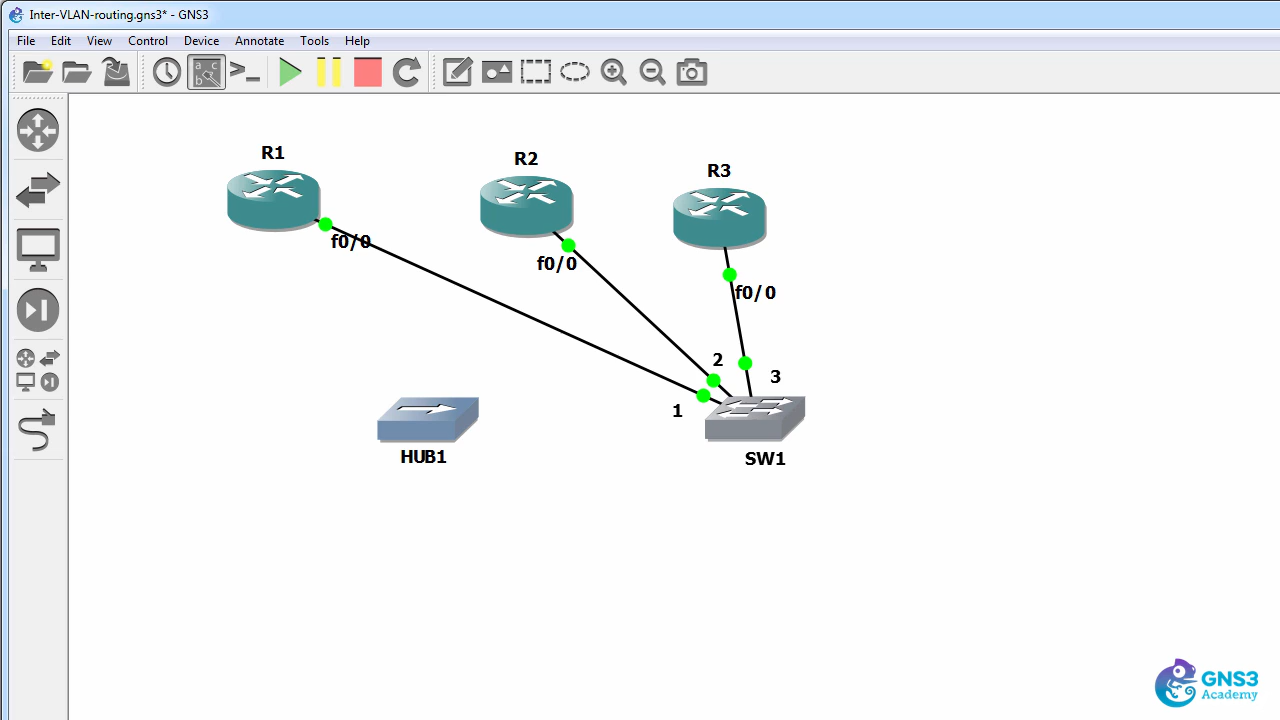 Inter-VLAN-routing.gns3* - GNS3
File Edit View Control Device Annotate Tools Help
a c
b
R1
R2
R3
f0/0
f0/0
f0/0
2
3
1
HUB1
SW1
GNS3
Academy